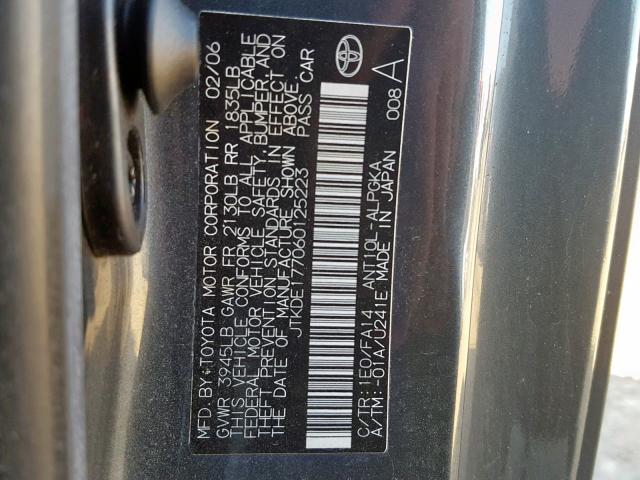 MFD.BY:TOYOTA MOTOR CORPORATION 02/06
GVWR 3945LB GAWR FR 2130LB RR 1835LB
THIS VEHICLE CONFORMS TO ALL APPLICABLE
FEDERAL MOTOR VEHICLE SAFETY,BUMPER,AND
THEFT PREVENTION STANDARDS IN EFFECT ON
THE DATE OF MANUFACTURE SHOWN ABOVE.
JTKDE177060125223 PASS CAR
C/TR:1E0/FA14 ANT10L-ALPGKA
A/TM:-01A/U241E MADE IN JAPAN 008 A